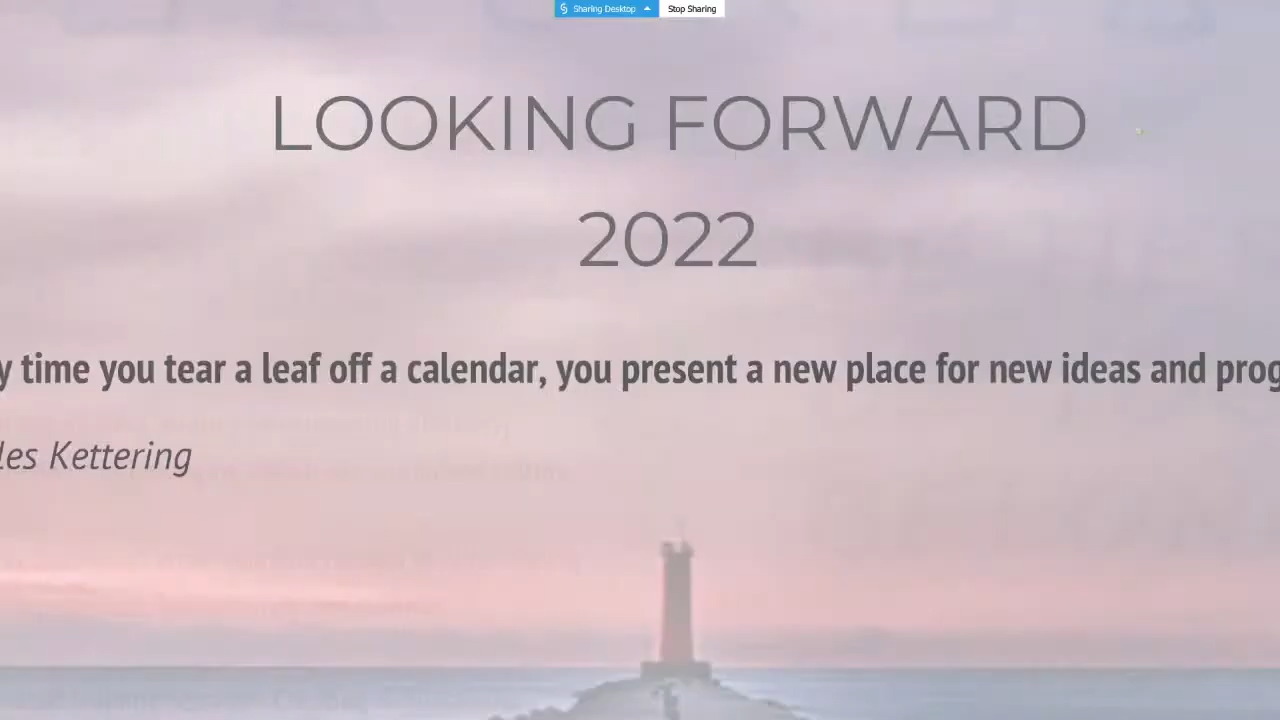 Sharing Desktop
Stop Sharing
LOOKING FORWARD
2022
y time you tear a leaf off a calendar, you present a new place for new ideas and prog
les Kettering